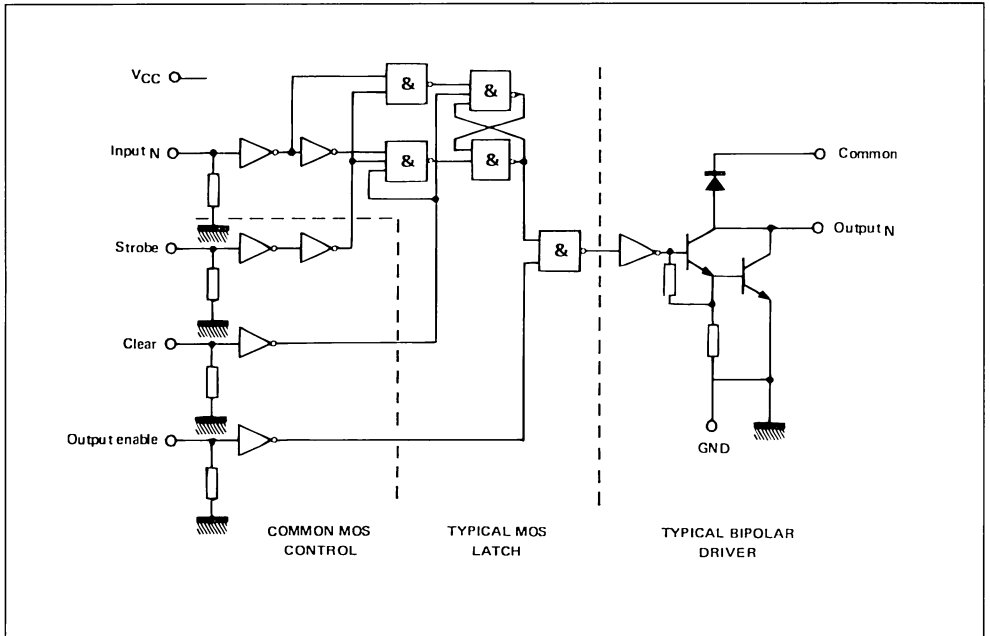 VCC
Input N
Strobe
Clear
Output enable
&
&
&
&
&
Common
Output N
GND
COMMON MOS
CONTROL
TYPICAL MOS
LATCH
TYPICAL BIPOLAR
DRIVER